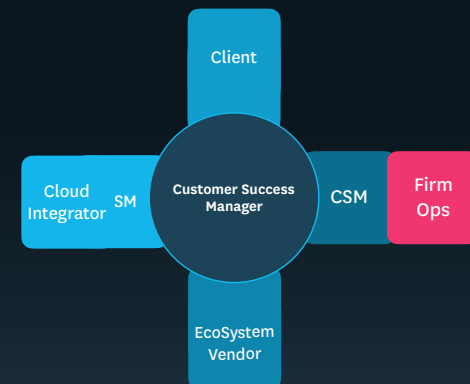 Client
Customer Success
Manager
Cloud
Integrator
SM
CSM
Firm
Ops
EcoSystem
Vendor